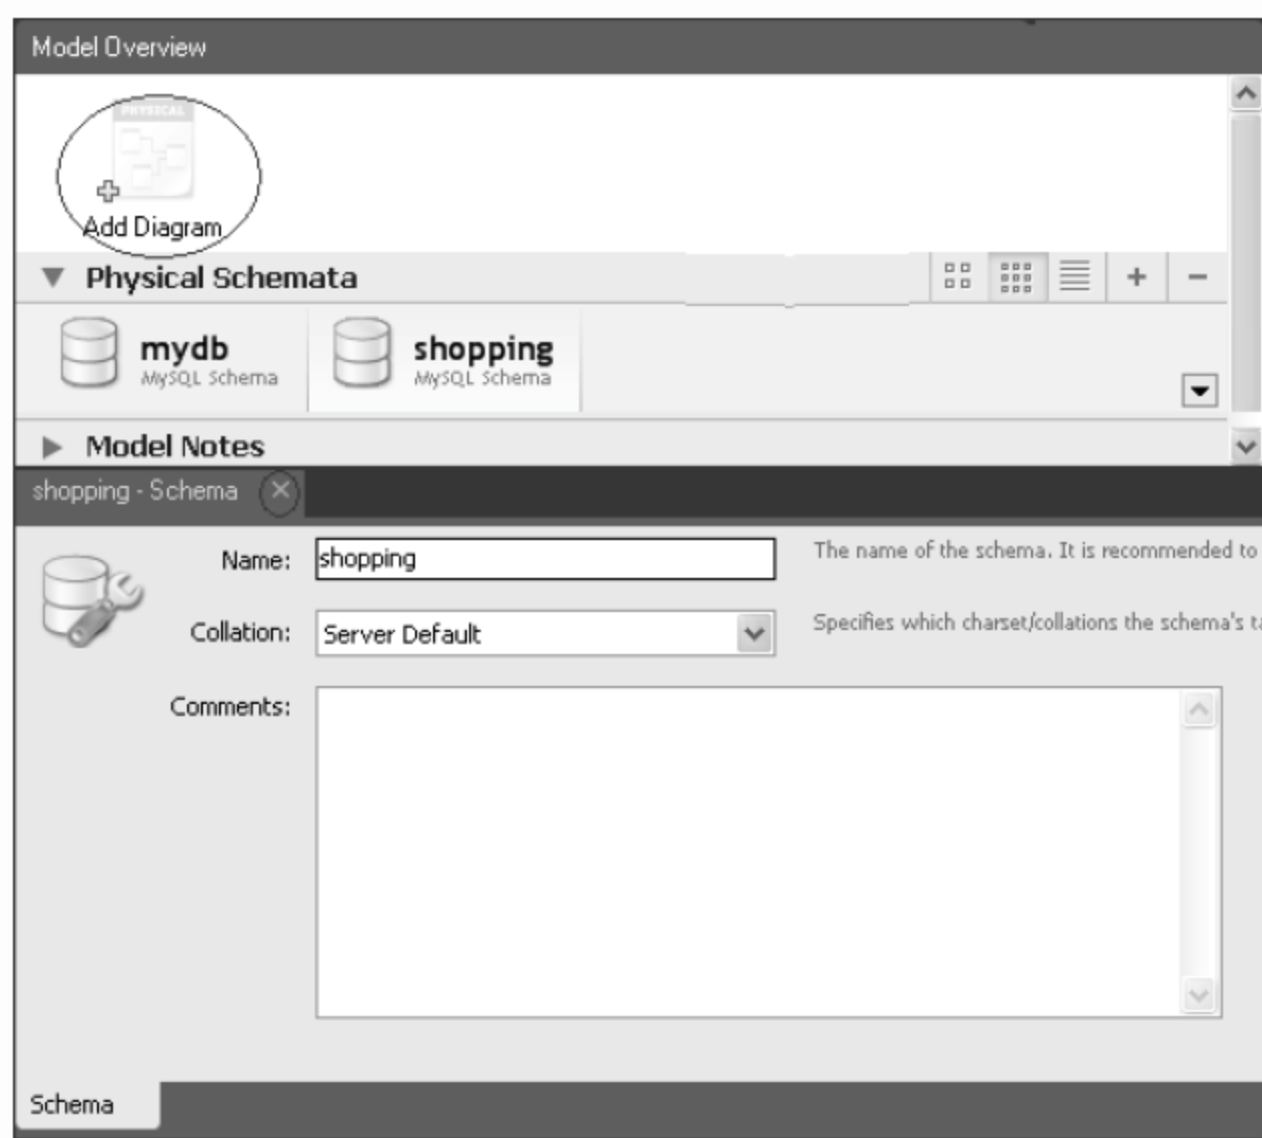 Model Overview
PHYSICAL
Add Diagram
Physical Schemata
mydb
MySQL Schema
shopping
MySQL Schema
Model Notes
shopping - Schema
Name: shopping
The name of the schema. It is recommended to
Collation: Server Default
Specifies which charset/collations the schema's ta
Comments:
Schema